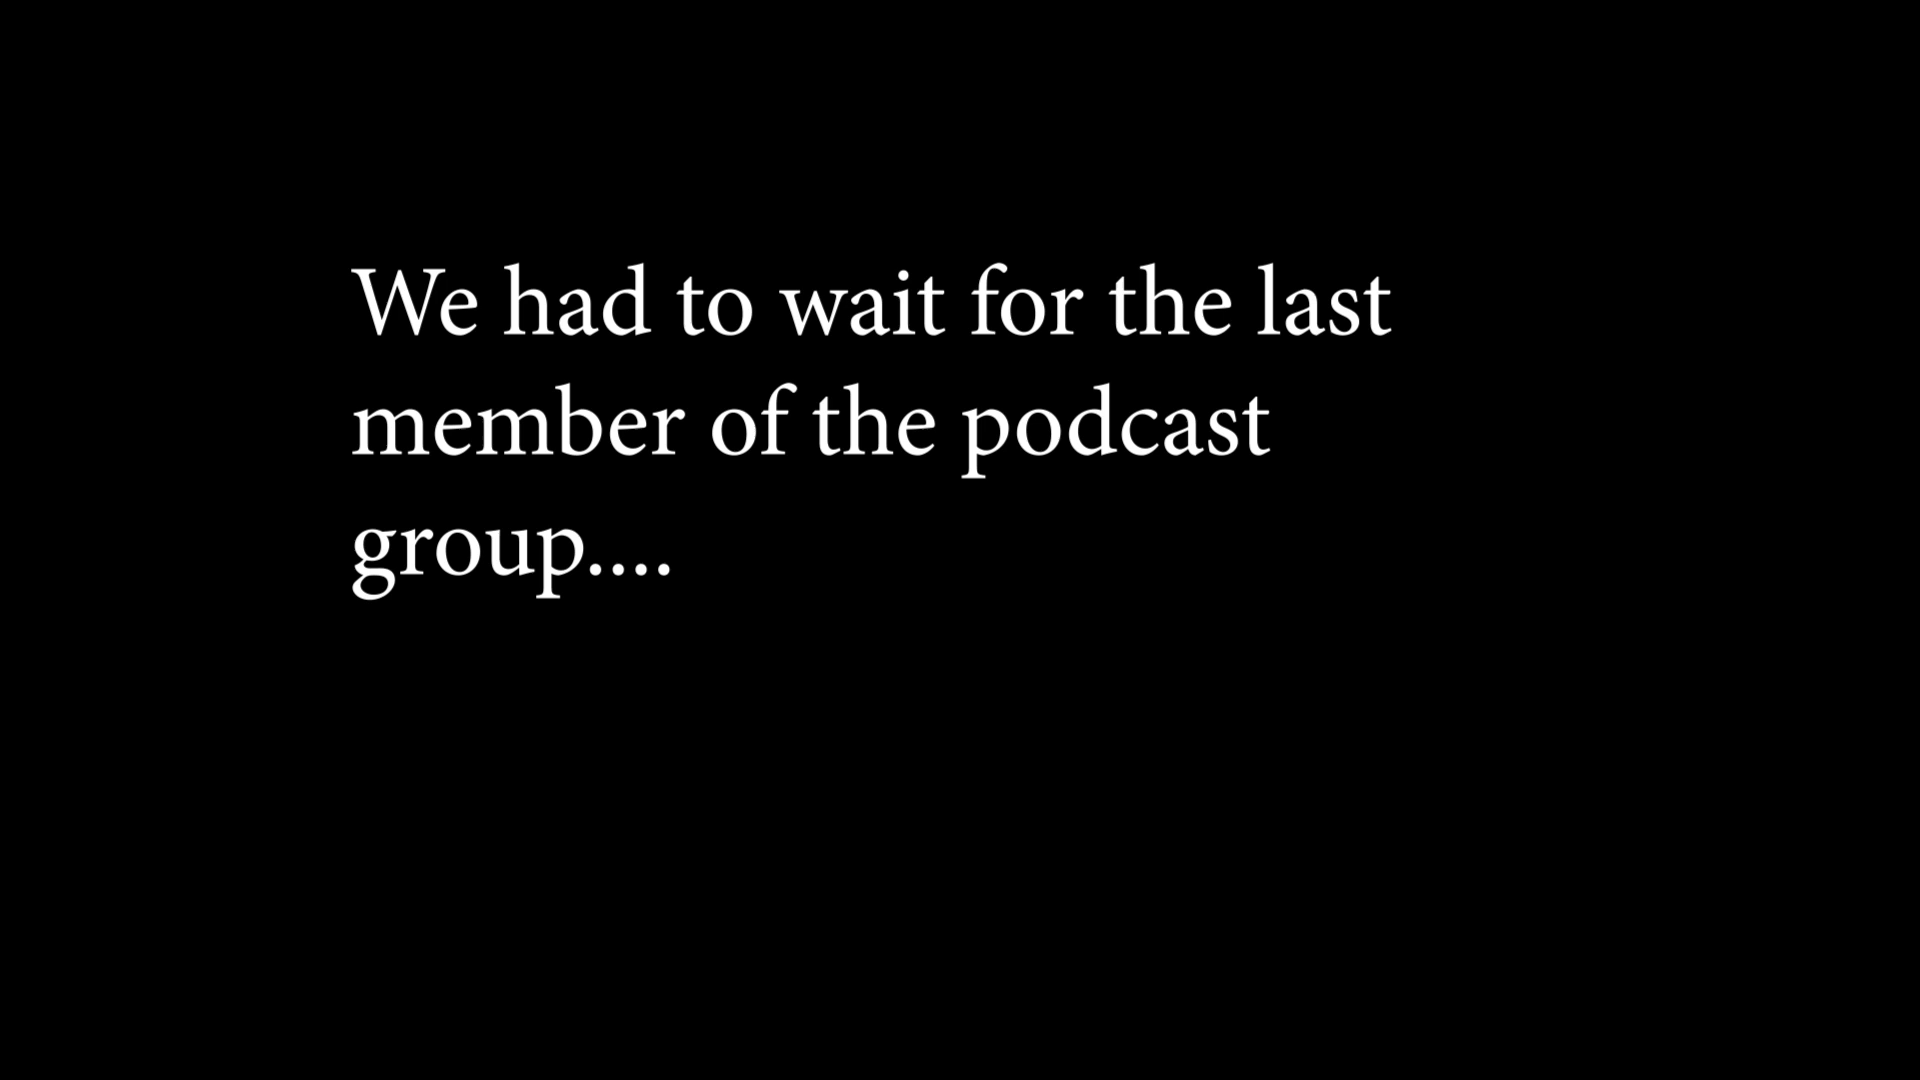 We had to wait for the last
member of the podcast
group....